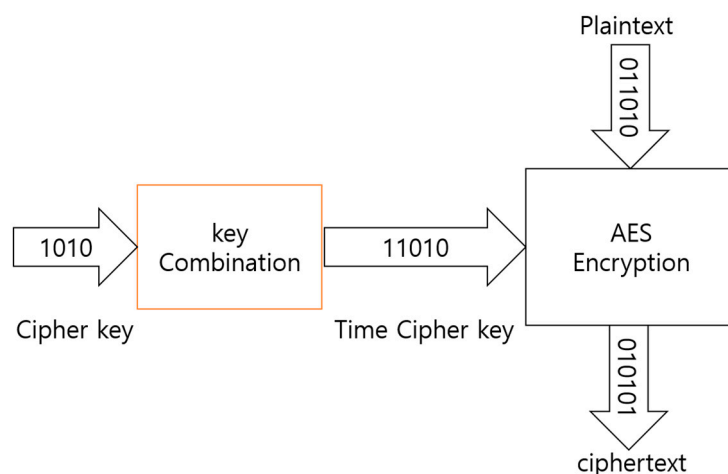 Plaintext
011010
1010
key
Combination
11010
AES
Encryption
Cipher key
Time Cipher key
010101
ciphertext